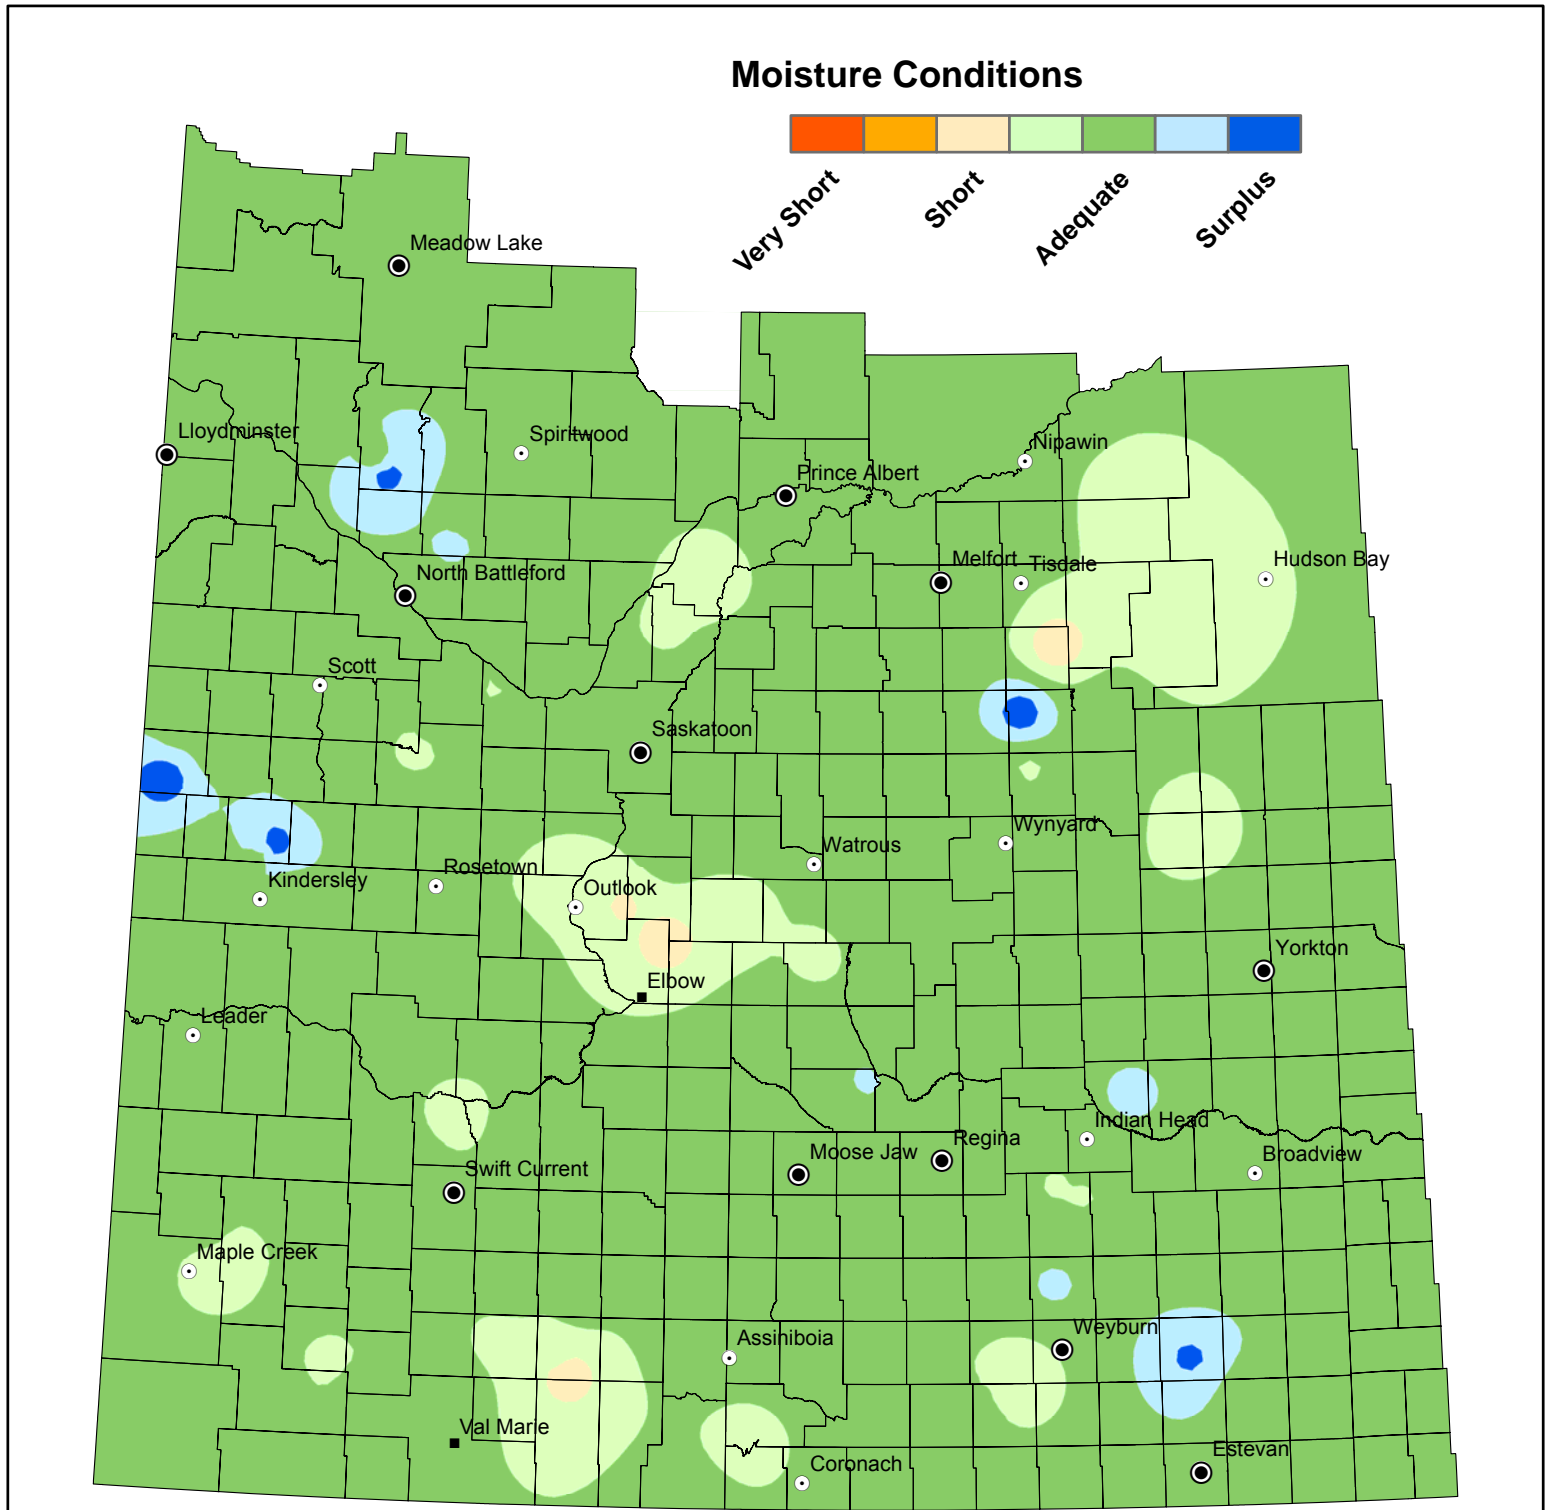 Moisture Conditions
Very Short
Short
Adequate
Surplus
Meadow Lake
Lloydminster
Spiritwood
Nipawin
Prince Albert
North Battleford
Melfort
Tisdale
Hudson Bay
Scott
Saskatoon
Watrous
Wynyard
Rosetown
Kindersley
Outlook
Yorkton
Elbow
Leader
Indian Head
Regina
Moose Jaw
Broadview
Swift Current
Maple Creek
Weyburn
Assiniboia
Val Marie
Estevan
Coronach